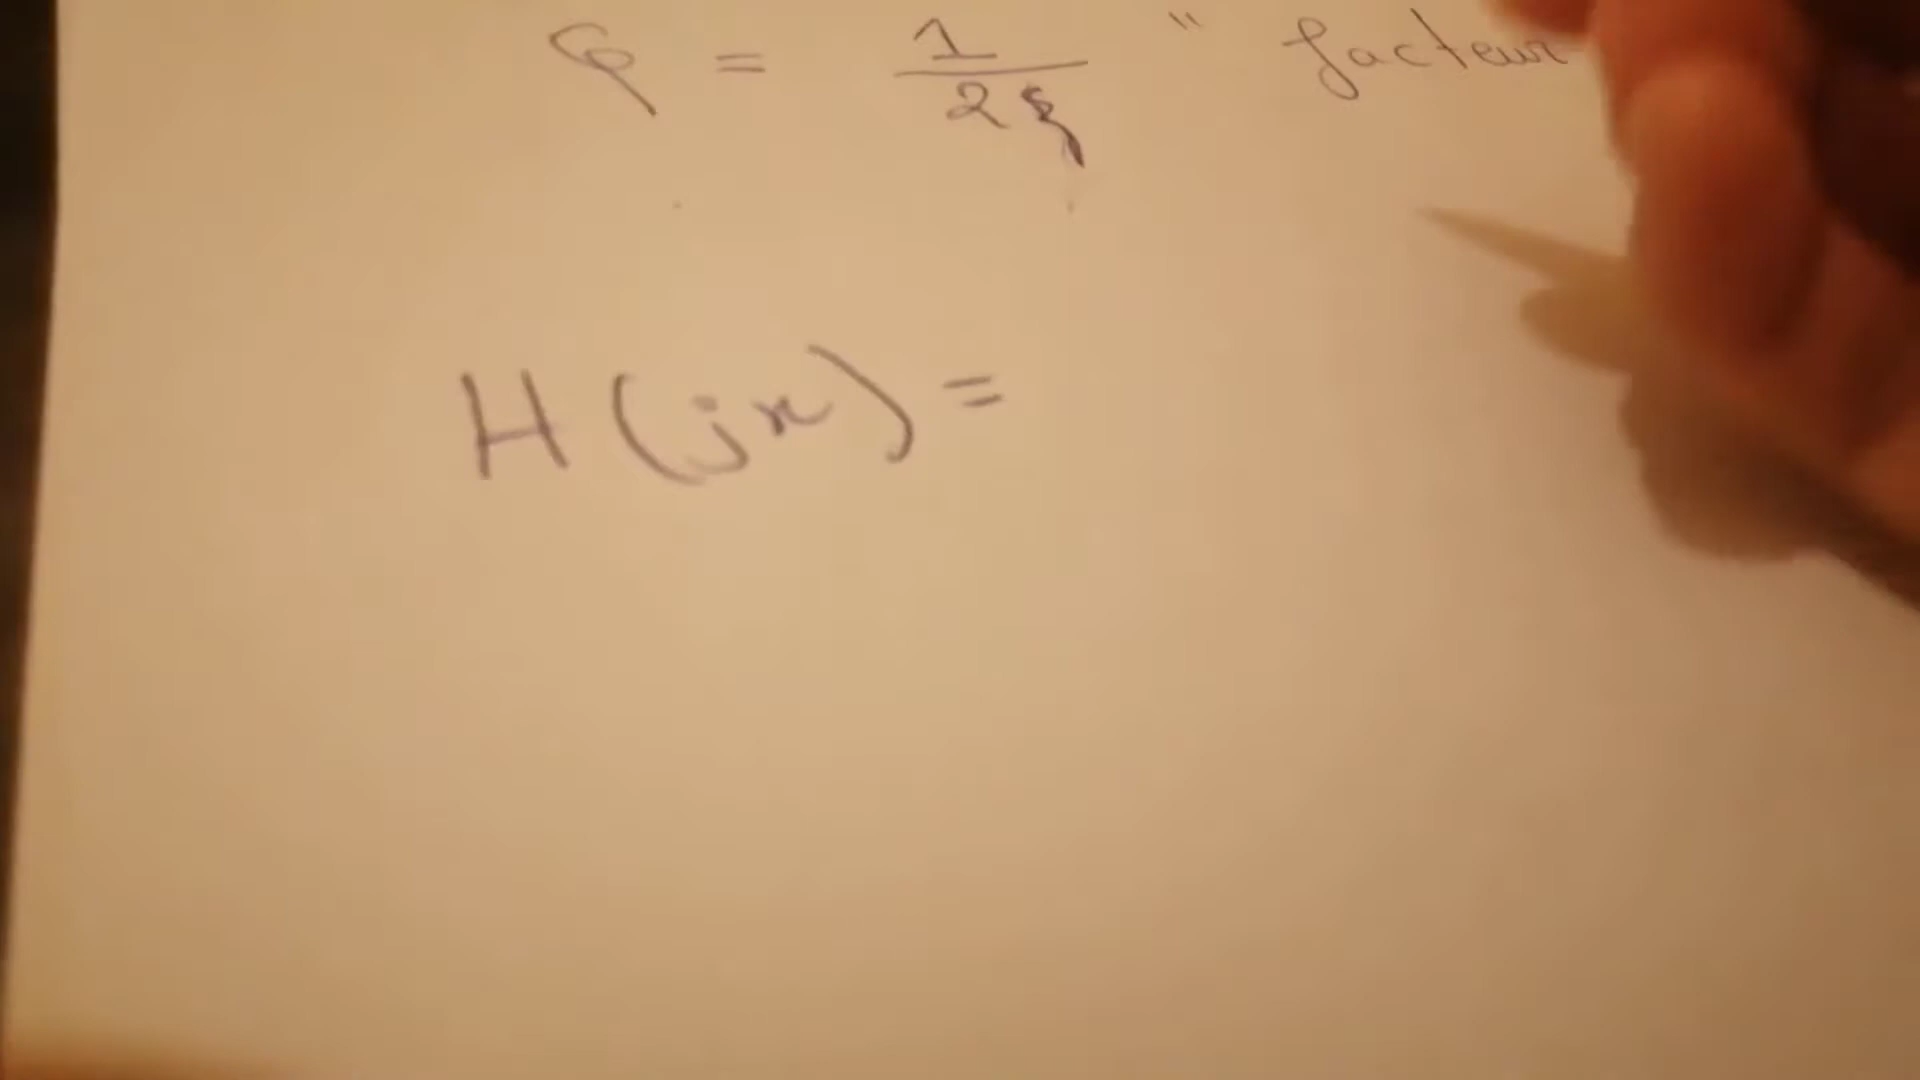 Q = 1/2ξ " facteur
H(jx) =